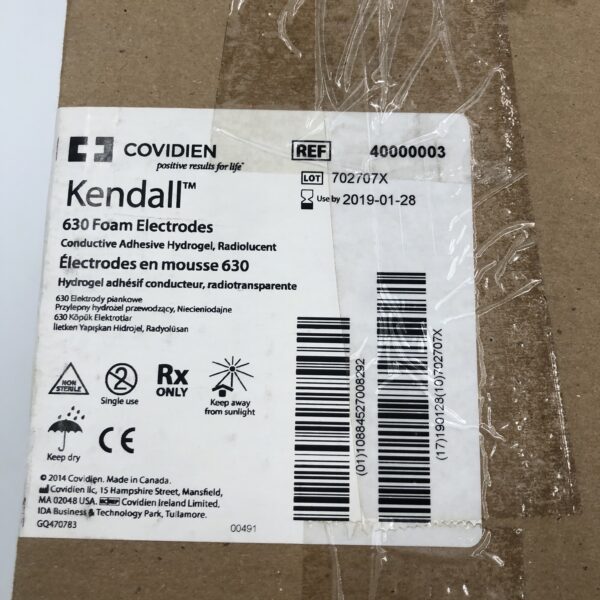 COVIDIEN
positive results for life®
REF 40000003
LOT 702707X
Use by 2019-01-28
Kendall™
630 Foam Electrodes
Conductive Adhesive Hydrogel, Radiolucent
Électrodes en mousse 630
Hydrogel adhésif conducteur, radiotransparente
630 Elektrody piankowe
Przylepny hydrożel przewodzący, Niecieniodajne
630 Köpük Elektrotlar
İletken Yapışkan Hidrojel, Radyolüsan
NON
STERILE
2
Single use
Rx
ONLY
Keep away
from sunlight
Keep dry
CE
(01)10884527008292
(17)190128(10)702707X
© 2014 Covidien. Made in Canada.
Covidien llc, 15 Hampshire Street, Mansfield,
MA 02048 USA. Covidien Ireland Limited,
IDA Business & Technology Park, Tullamore.
GQ470783
00491